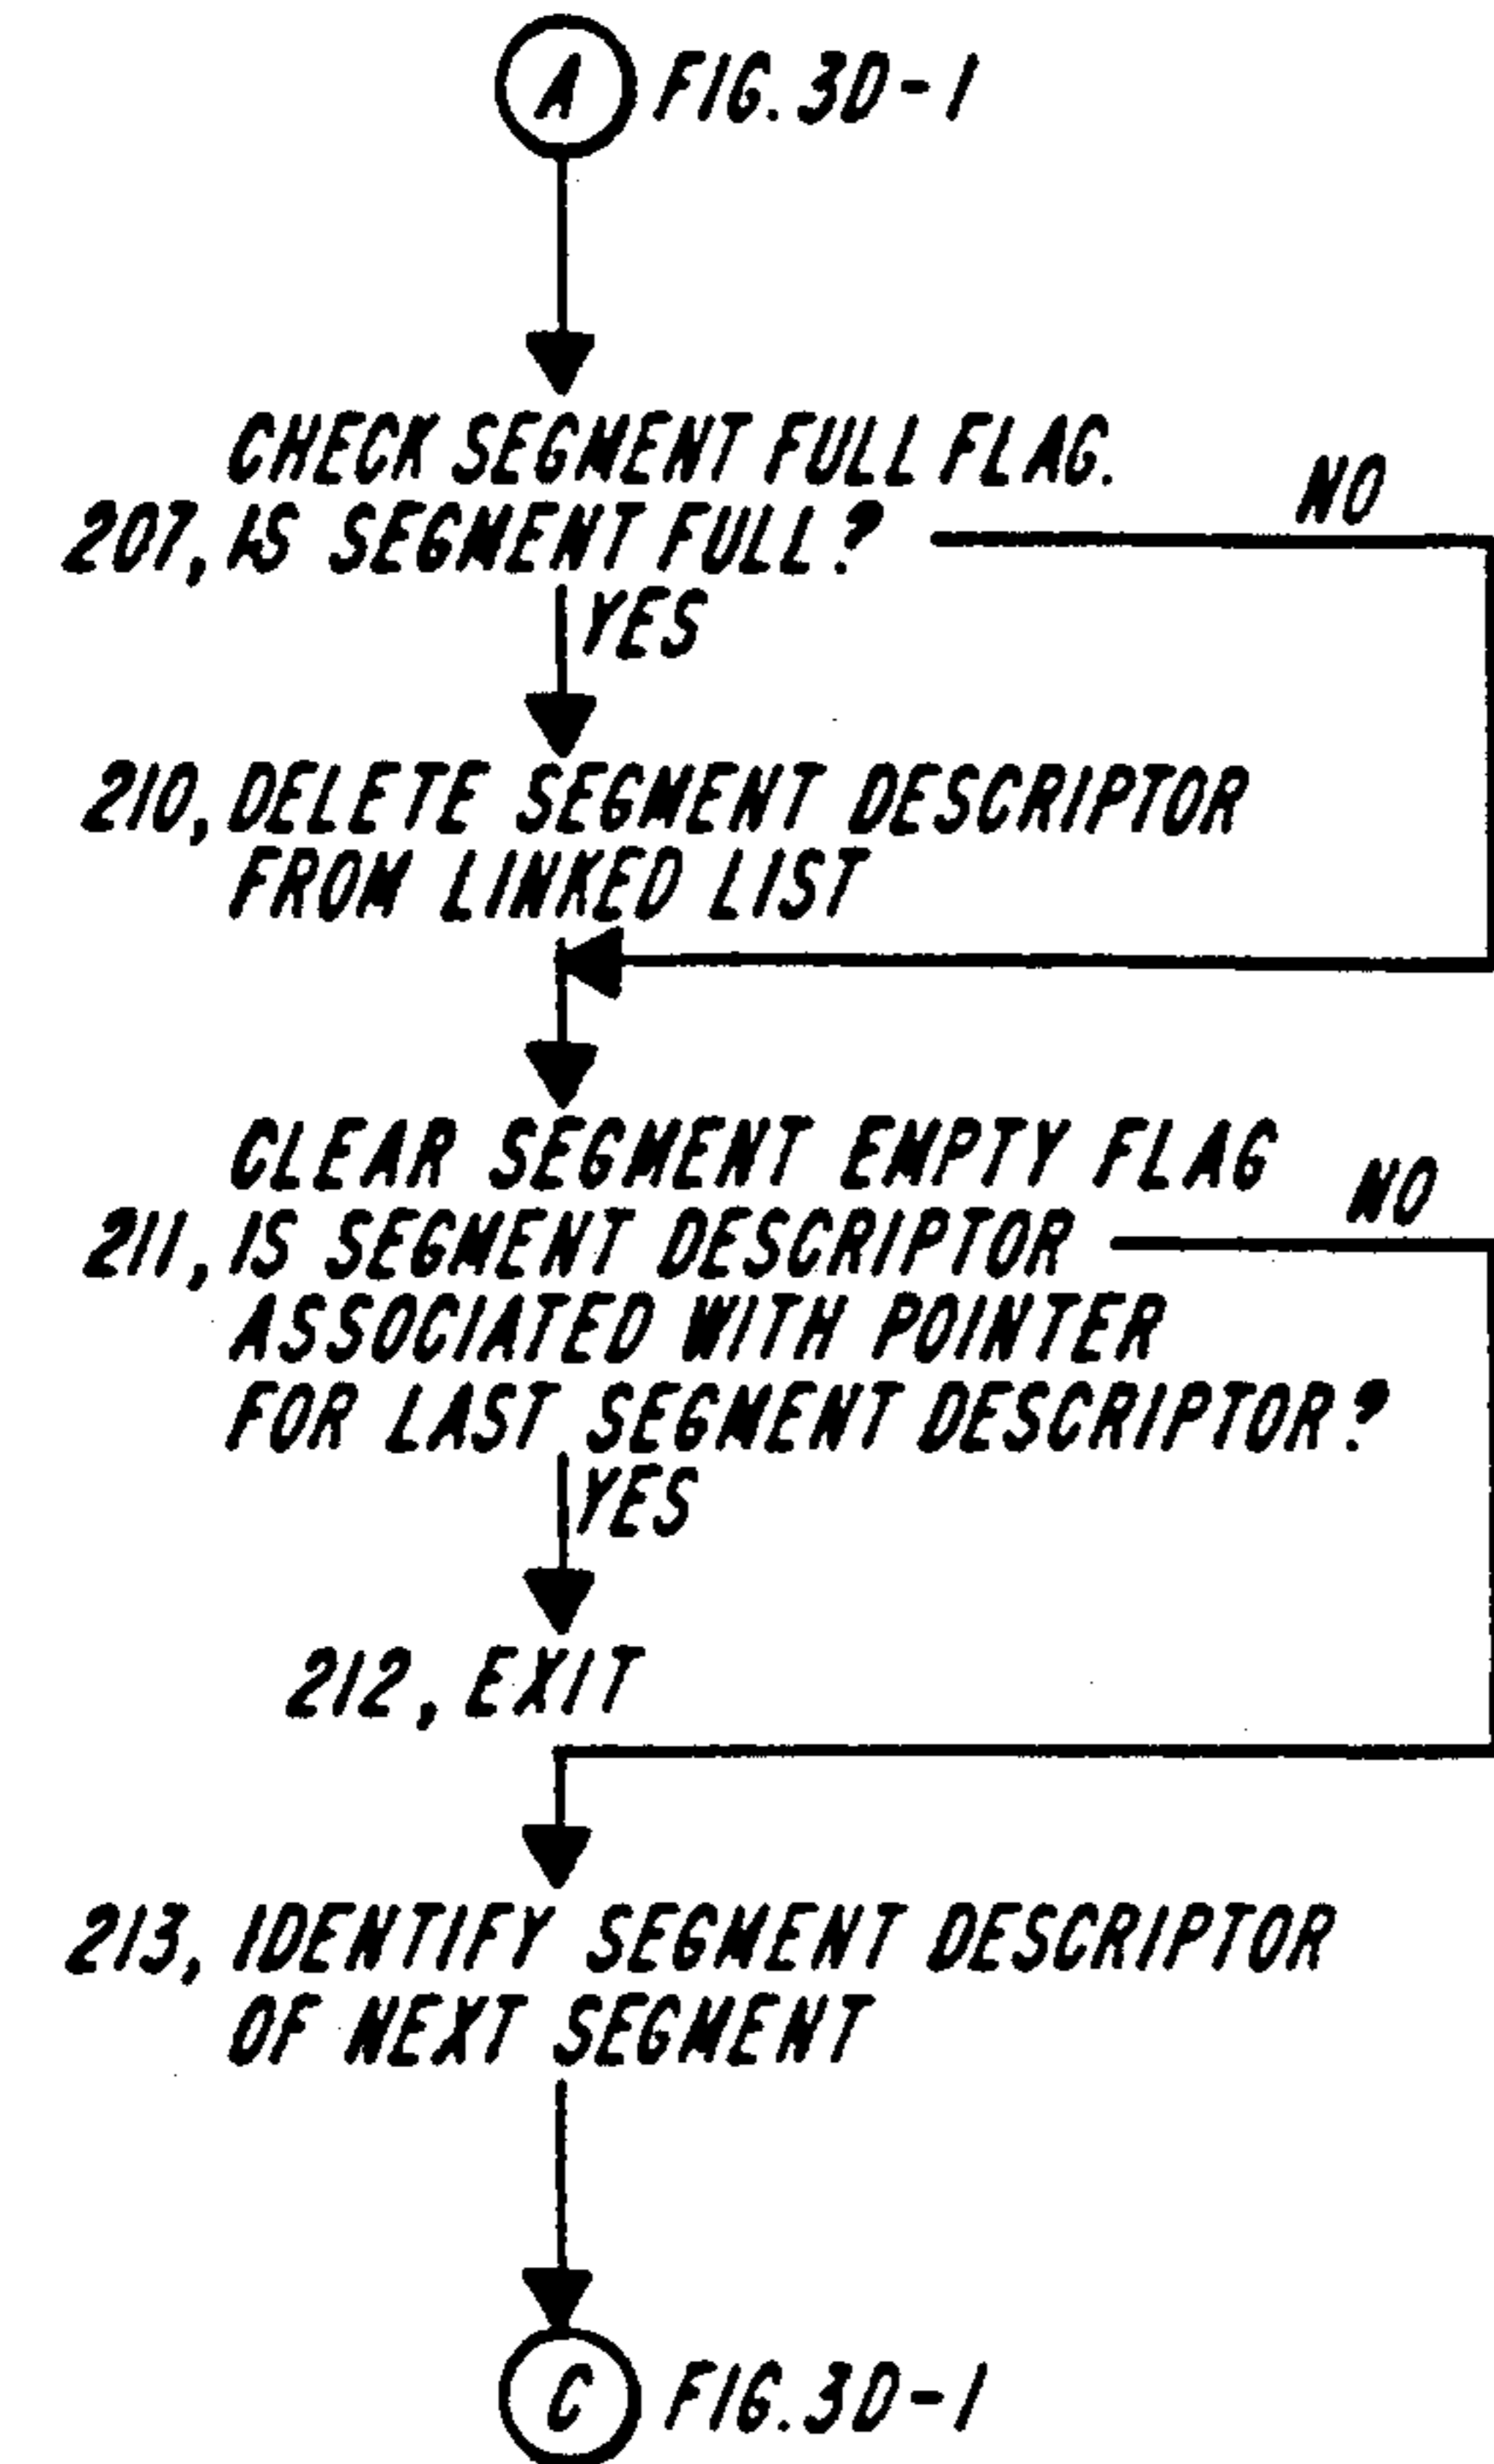 A FIG. 3D-1
CHECK SEGMENT FULL FLAG.
207, IS SEGMENT FULL? NO
YES
210, DELETE SEGMENT DESCRIPTOR
FROM LINKED LIST
CLEAR SEGMENT EMPTY FLAG
NO
211, IS SEGMENT DESCRIPTOR
ASSOCIATED WITH POINTER
FOR LAST SEGMENT DESCRIPTOR?
YES
212, EXIT
213, IDENTIFY SEGMENT DESCRIPTOR
OF NEXT SEGMENT
C FIG. 3D-1